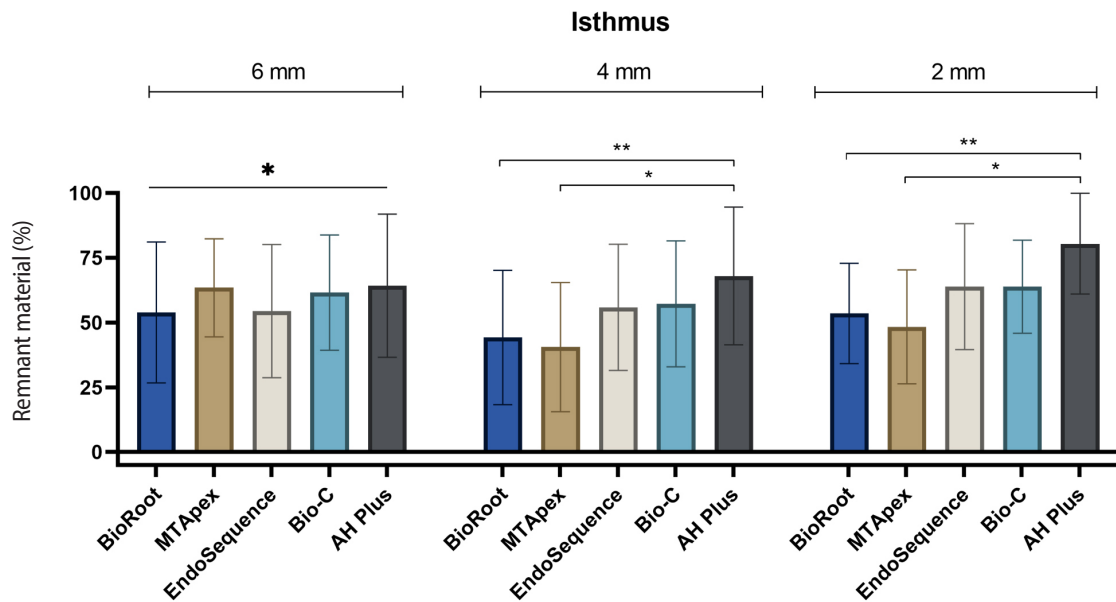 Isthmus
6 mm
4 mm
2 mm
**
**
*
*
*
Remnant material (%)
100
75
50
25
0
BioRoot
MTApex
EndoSequence
Bio-C
AH Plus
BioRoot
MTApex
EndoSequence
Bio-C
AH Plus
BioRoot
MTApex
EndoSequence
Bio-C
AH Plus